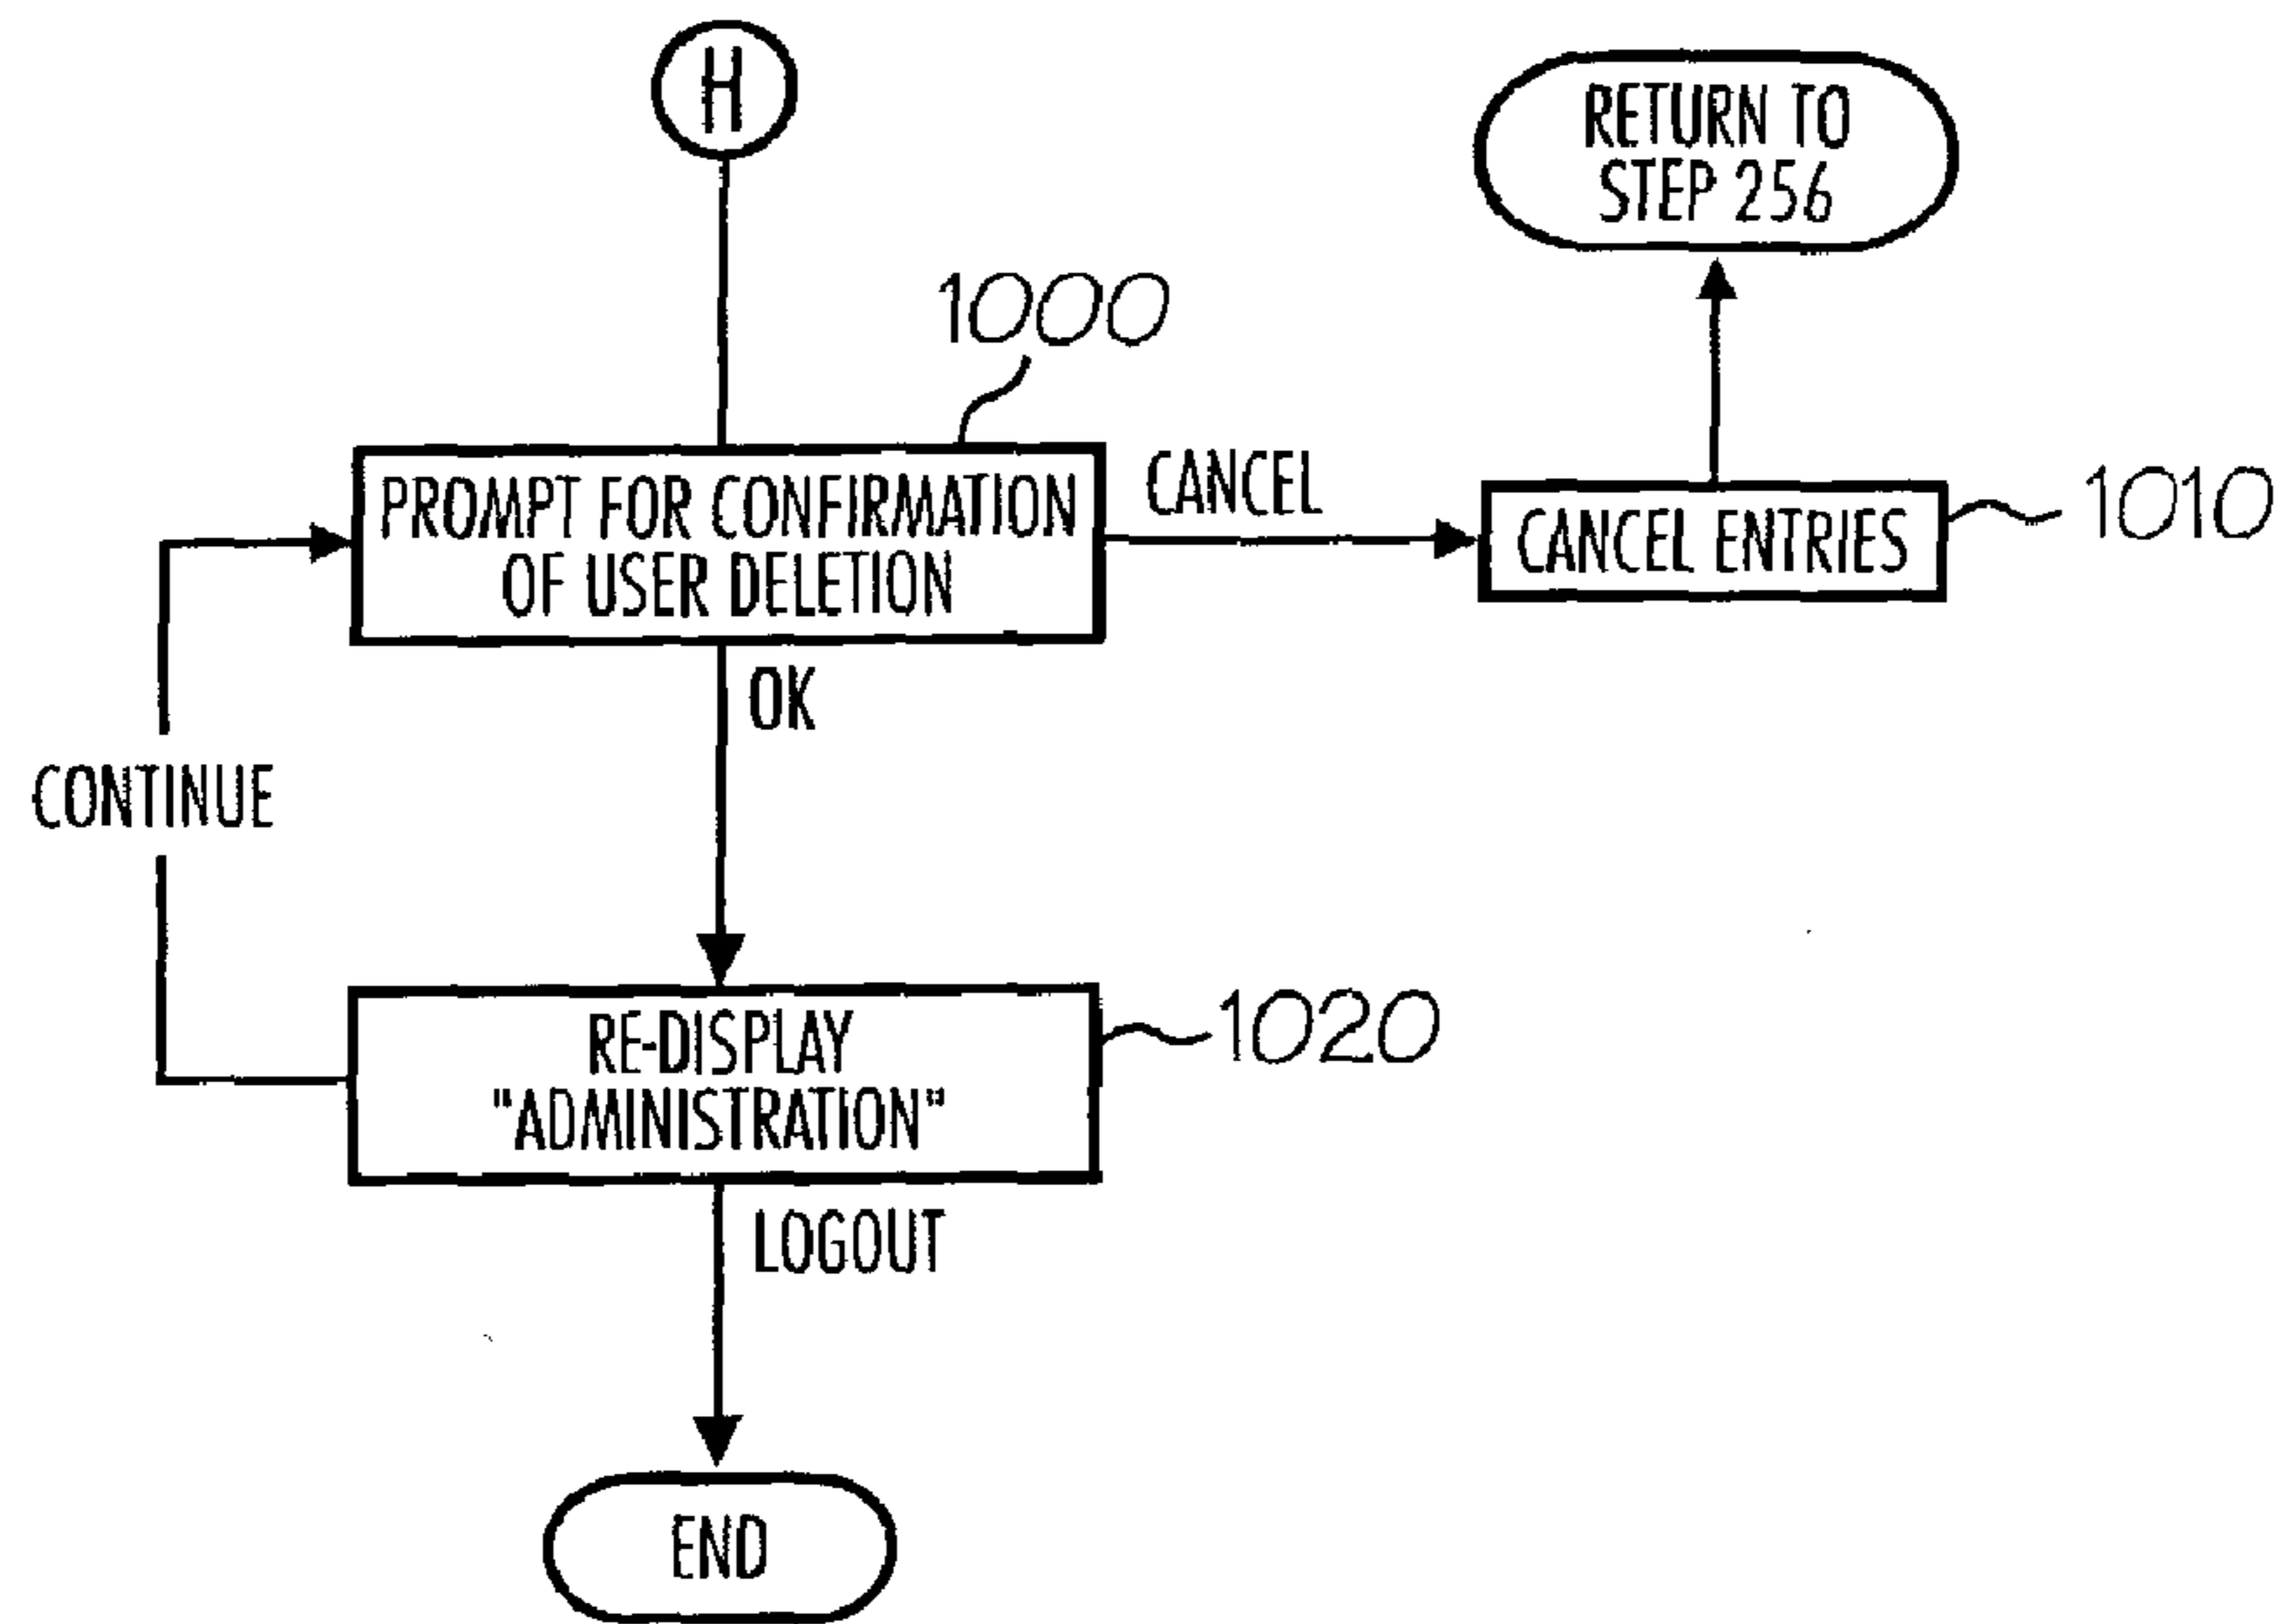 H
RETURN TO
STEP 256
1000
PROMPT FOR CONFIRMATION
OF USER DELETION
CANCEL
CANCEL ENTRIES
1010
OK
CONTINUE
RE-DISPLAY
"ADMINISTRATION"
1020
LOGOUT
END